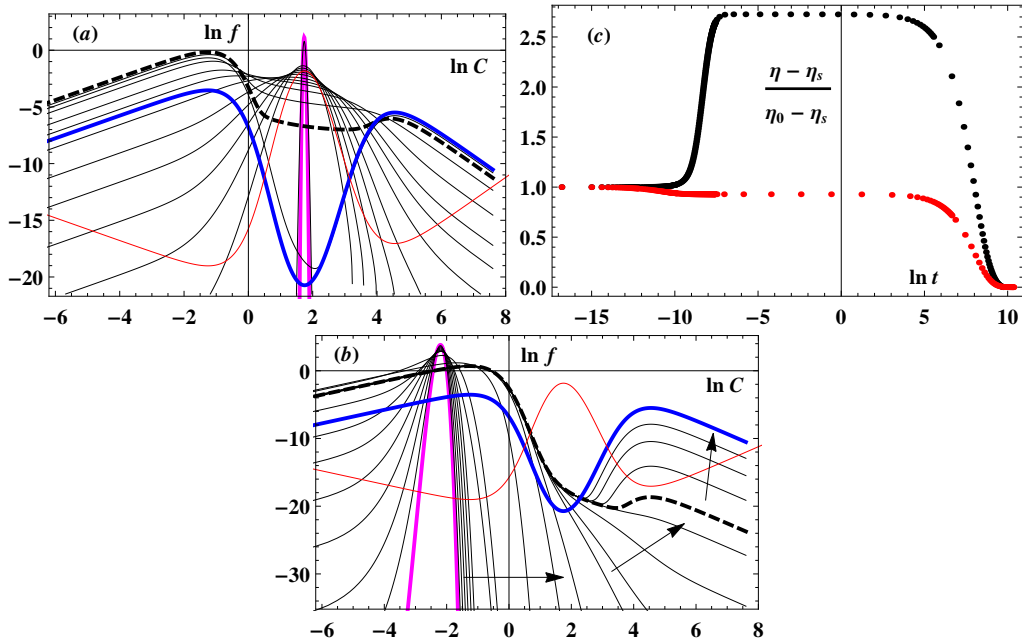 (a)
ln f
ln C
0
−5
−10
−15
−20
−6 −4 −2 0 2 4 6 8
(c)
2.5
2.0
1.5
1.0
0.5
0.0
η − ηs
η0 − ηs
ln t
−15 −10 −5 0 5 10
(b)
ln f
ln C
0
−10
−20
−30
−6 −4 −2 0 2 4 6 8